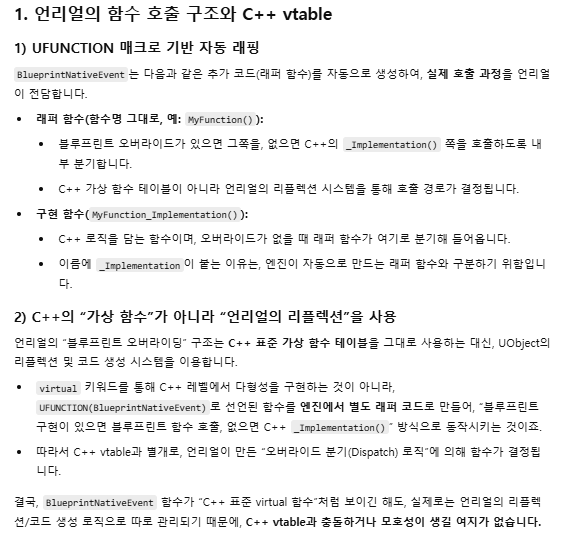 1. 언리얼의 함수 호출 구조와 C++ vtable
1) UFUNCTION 매크로 기반 자동 래핑
BlueprintNativeEvent 는 다음과 같은 추가 코드(래퍼 함수)를 자동으로 생성하여, 실제 호출 과정을 언리얼
이 전담합니다.
• 래퍼 함수(함수명 그대로, 예: MyFunction() ):
• 블루프린트 오버라이드가 있으면 그쪽을, 없으면 C++의 _Implementation() 쪽을 호출하도록 내
부 분기합니다.
• C++ 가상 함수 테이블이 아니라 언리얼의 리플렉션 시스템을 통해 호출 경로가 결정됩니다.
• 구현 함수( MyFunction_Implementation() ):
• C++ 로직을 담는 함수이며, 오버라이드가 없을 때 래퍼 함수가 여기로 분기해 들어옵니다.
• 이름에 _Implementation 이 붙는 이유는, 엔진이 자동으로 만드는 래퍼 함수와 구분하기 위함입니
다.
2) C++의 “가상 함수”가 아니라 “언리얼의 리플렉션”을 사용
언리얼의 “블루프린트 오버라이딩” 구조는 C++ 표준 가상 함수 테이블을 그대로 사용하는 대신, UObject의
리플렉션 및 코드 생성 시스템을 이용합니다.
• virtual 키워드를 통해 C++ 레벨에서 다형성을 구현하는 것이 아니라,
UFUNCTION(BlueprintNativeEvent) 로 선언된 함수를 엔진에서 별도 래퍼 코드로 만들어, “블루프린트
구현이 있으면 블루프린트 함수 호출, 없으면 C++ _Implementation() ” 방식으로 동작시키는 것이죠.
• 따라서 C++ vtable과 별개로, 언리얼이 만든 “오버라이드 분기(Dispatch) 로직”에 의해 함수가 결정됩
니다.
결국, BlueprintNativeEvent 함수가 “C++ 표준 virtual 함수”처럼 보이긴 해도, 실제로는 언리얼의 리플렉
션/코드 생성 로직으로 따로 관리되기 때문에, C++ vtable과 충돌하거나 모호성이 생길 여지가 없습니다.